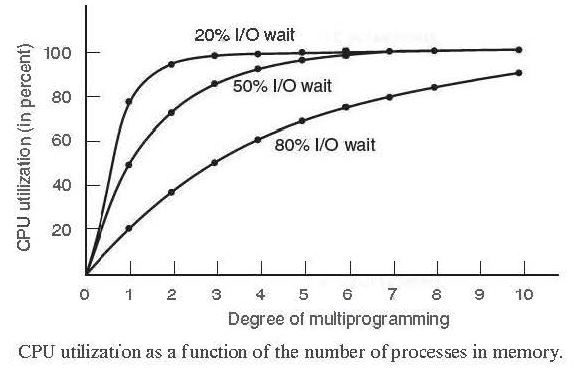 20% I/O wait
50% I/O wait
80% I/O wait
CPU utilization (in percent)
100
80
60
40
20
0 1 2 3 4 5 6 7 8 9 10
Degree of multiprogramming
CPU utilization as a function of the number of processes in memory.